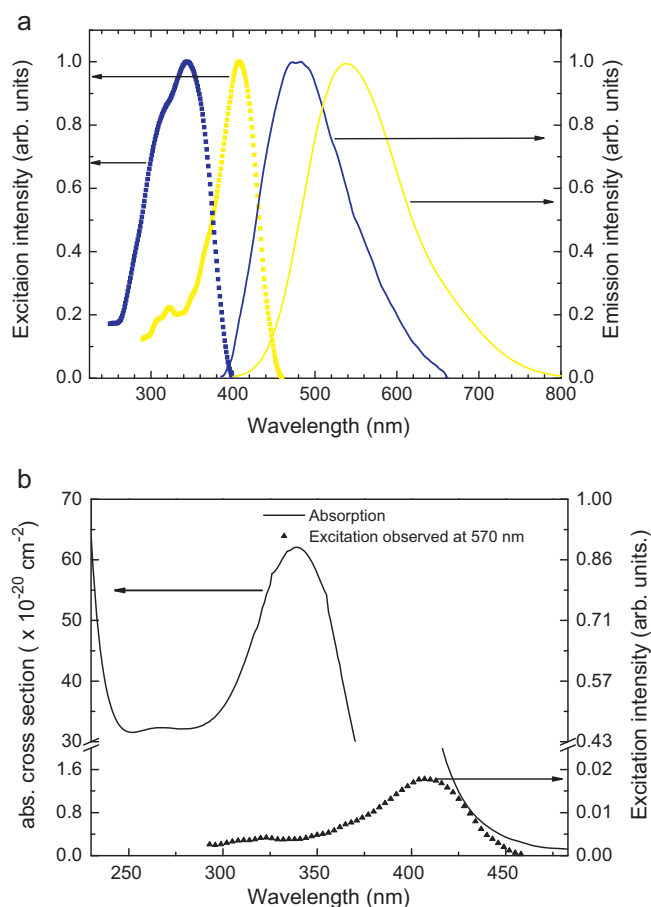 a
1.0
0.8
0.6
0.4
0.2
0.0
Excitaion intensity (arb. units)
1.0
0.8
0.6
0.4
0.2
0.0
Emission intensity (arb. units)
300 400 500 600 700 800
Wavelength (nm)
b
70
60
50
40
30
1.6
0.8
0.0
abs. cross section ( x 10-20 cm-2)
Absorption
Excitation observed at 570 nm
1.00
0.86
0.71
0.57
0.43
0.02
0.01
0.00
Excitation intensity (arb. units.)
250 300 350 400 450
Wavelength (nm)